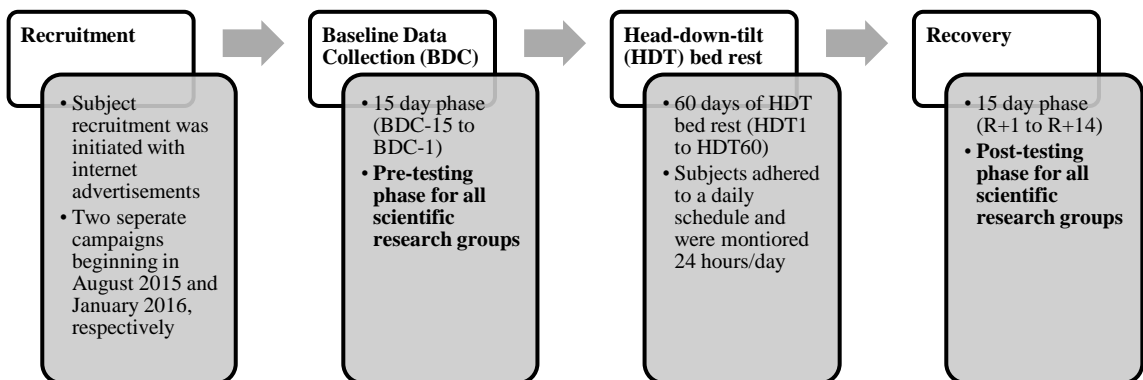 Recruitment
• Subject
recruitment was
initiated with
internet
advertisements
• Two seperate
campaigns
beginning in
August 2015 and
January 2016,
respectively
Baseline Data
Collection (BDC)
• 15 day phase
(BDC-15 to
BDC-1)
• Pre-testing
phase for all
scientific
research groups
Head-down-tilt
(HDT) bed rest
• 60 days of HDT
bed rest (HDT1
to HDT60)
• Subjects adhered
to a daily
schedule and
were montiored
24 hours/day
Recovery
• 15 day phase
(R+1 to R+14)
• Post-testing
phase for all
scientific
research groups